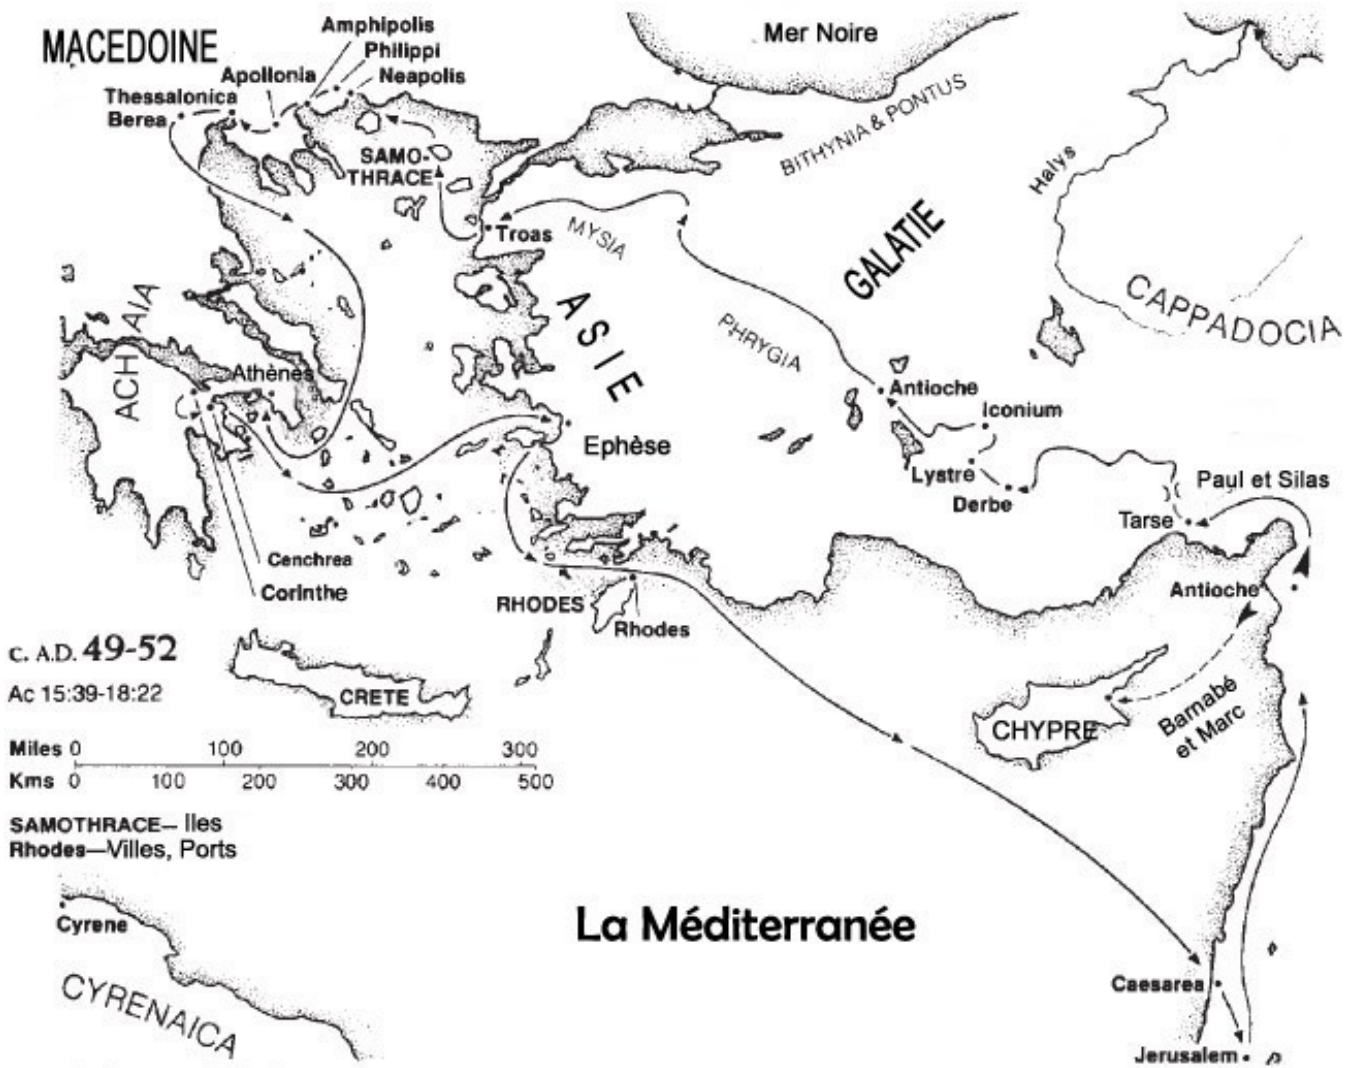 Amphipolis
Mer Noire
MACEDOINE
Philippi
Apollonia
Neapolis
Thessalonica
Berea
BITHYNIA & PONTUS
SAMO-
THRACE
Halys
Troas
MYSIA
GALATIE
CAPPADOCIA
ASIE
PHRYGIA
ACHAIA
Athènes
Antioche
Iconium
Ephèse
Lystre
Derbe
Paul et Silas
Tarse
Cenchrea
Corinthe
Antioche
RHODES
Rhodes
c. A.D. 49-52
Ac 15:39-18:22
CRETE
CHYPRE
Barnabé
et Marc
Miles 0 100 200 300
Kms 0 100 200 300 400 500
SAMOTHRACE— Iles
Rhodes—Villes, Ports
Cyrene
La Méditerranée
CYRENAICA
Caesarea
Jerusalem